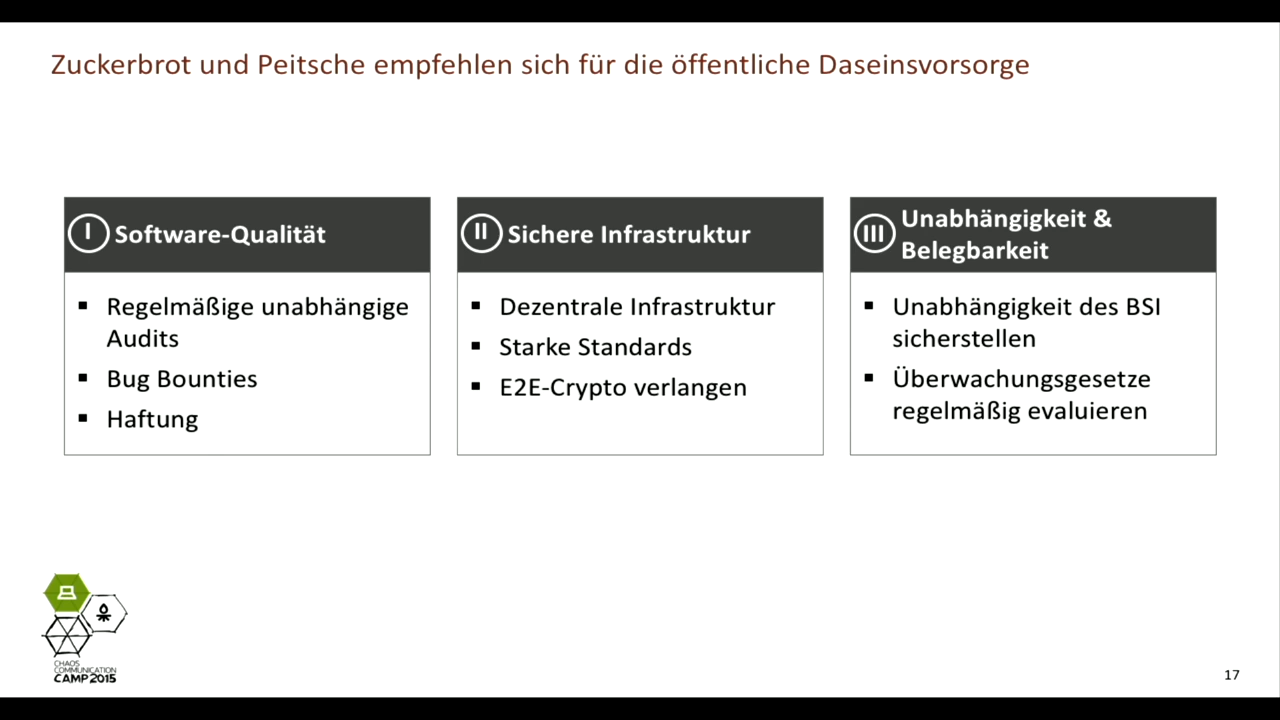 Zuckerbrot und Peitsche empfehlen sich für die öffentliche Daseinsvorsorge
I Software-Qualität
▪ Regelmäßige unabhängige
Audits
▪ Bug Bounties
▪ Haftung
II Sichere Infrastruktur
▪ Dezentrale Infrastruktur
▪ Starke Standards
▪ E2E-Crypto verlangen
III Unabhängigkeit &
Belegbarkeit
▪ Unabhängigkeit des BSI
sicherstellen
▪ Überwachungsgesetze
regelmäßig evaluieren
CHAOS
COMMUNICATION
CAMP 2015
17